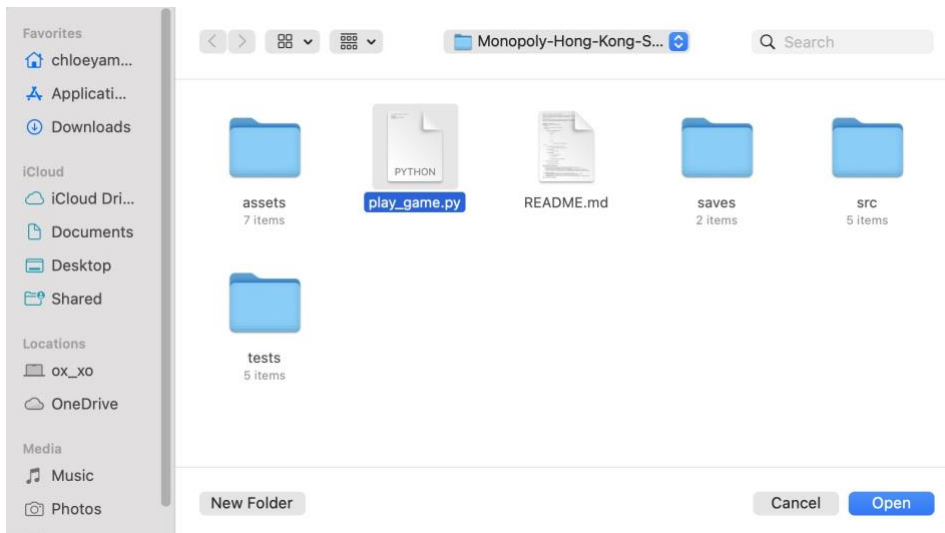 Favorites
chloeyam...
Applicati...
Downloads
iCloud
iCloud Dri...
Documents
Desktop
Shared
Locations
ox_xo
OneDrive
Media
Music
Photos
Monopoly-Hong-Kong-S...
Search
PYTHON
assets
7 items
play_game.py
README.md
saves
2 items
src
5 items
tests
5 items
New Folder
Cancel
Open